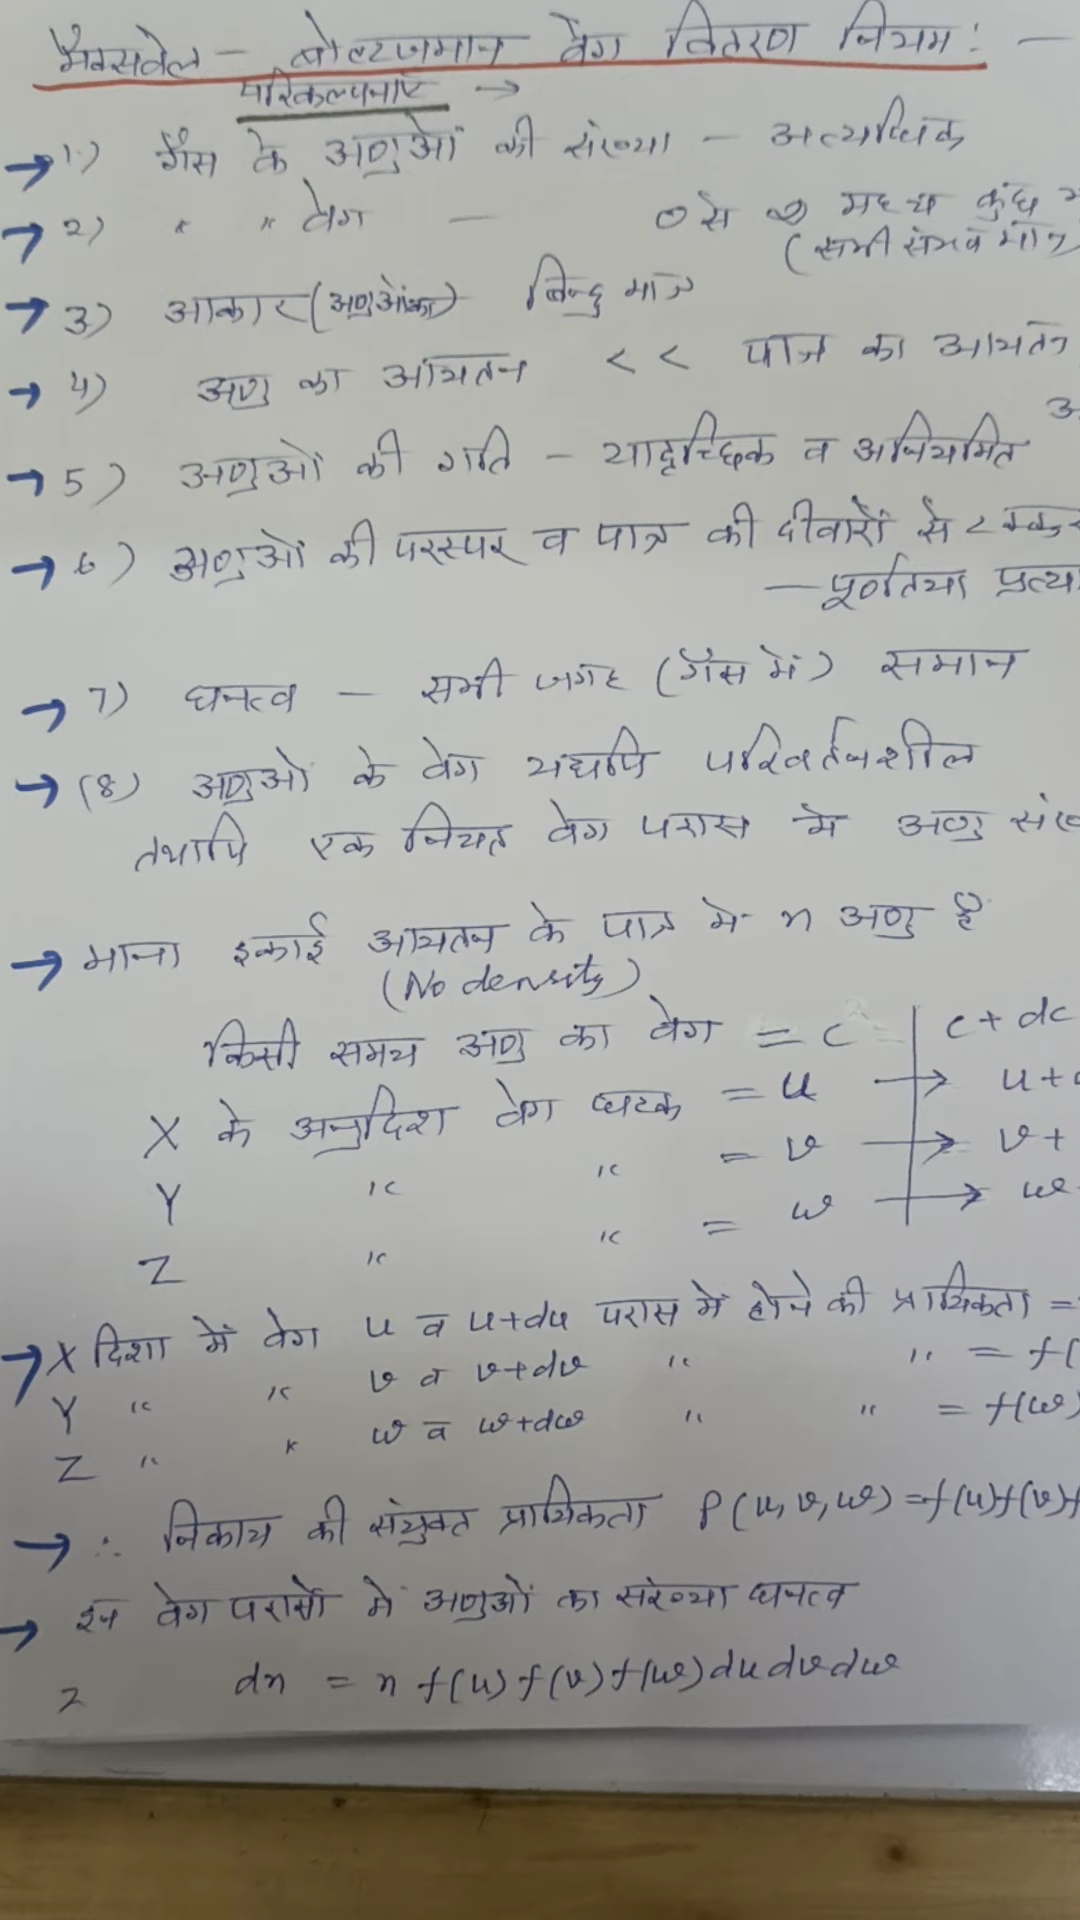 मैक्सवेल - बोल्टजमान वेग वितरण नियम : -
परिकल्पनाएँ →
→ 1) गैस के अणुओं की संख्या - अत्यधिक
→ 2) " " वेग - 0 से ∞ मध्य कुछ
(सभी संभव मान
→ 3) आकार (अणुओंका) बिन्दु मात्र
→ 4) अणु का आयतन << पात्र का आयतन
→ 5) अणुओं की गति - यादृच्छिक व अनियमित
→ 6) अणुओं की परस्पर व पात्र की दीवारों से
- पूर्णतया
→ 7) घनत्व - सभी जगह (गैस में) समान
→ (8) अणुओं के वेग यद्यपि परिवर्तनशील
तथापि एक नियत वेग परास में अणु
→ माना इकाई आयतन के पात्र में n अणु है
(No density)
किसी समय अणु का वेग = c | c + dc
X के अनुदिश वेग घटक = u → u +
Y " " = v → v +
Z " " = w → w
→ X दिशा में वेग u व u+du परास में होने की प्रायिकता =
Y " " v व v+dv " " = f(
Z " " w व w+dw " " = f(w)
→ ∴ निकाय की संयुक्त प्रायिकता P(u, v, w) = f(u) f(v) f
→ इन वेग परासों में अणुओं का संख्या घनत्व
dn = n f(u) f(v) f(w) du dv dw